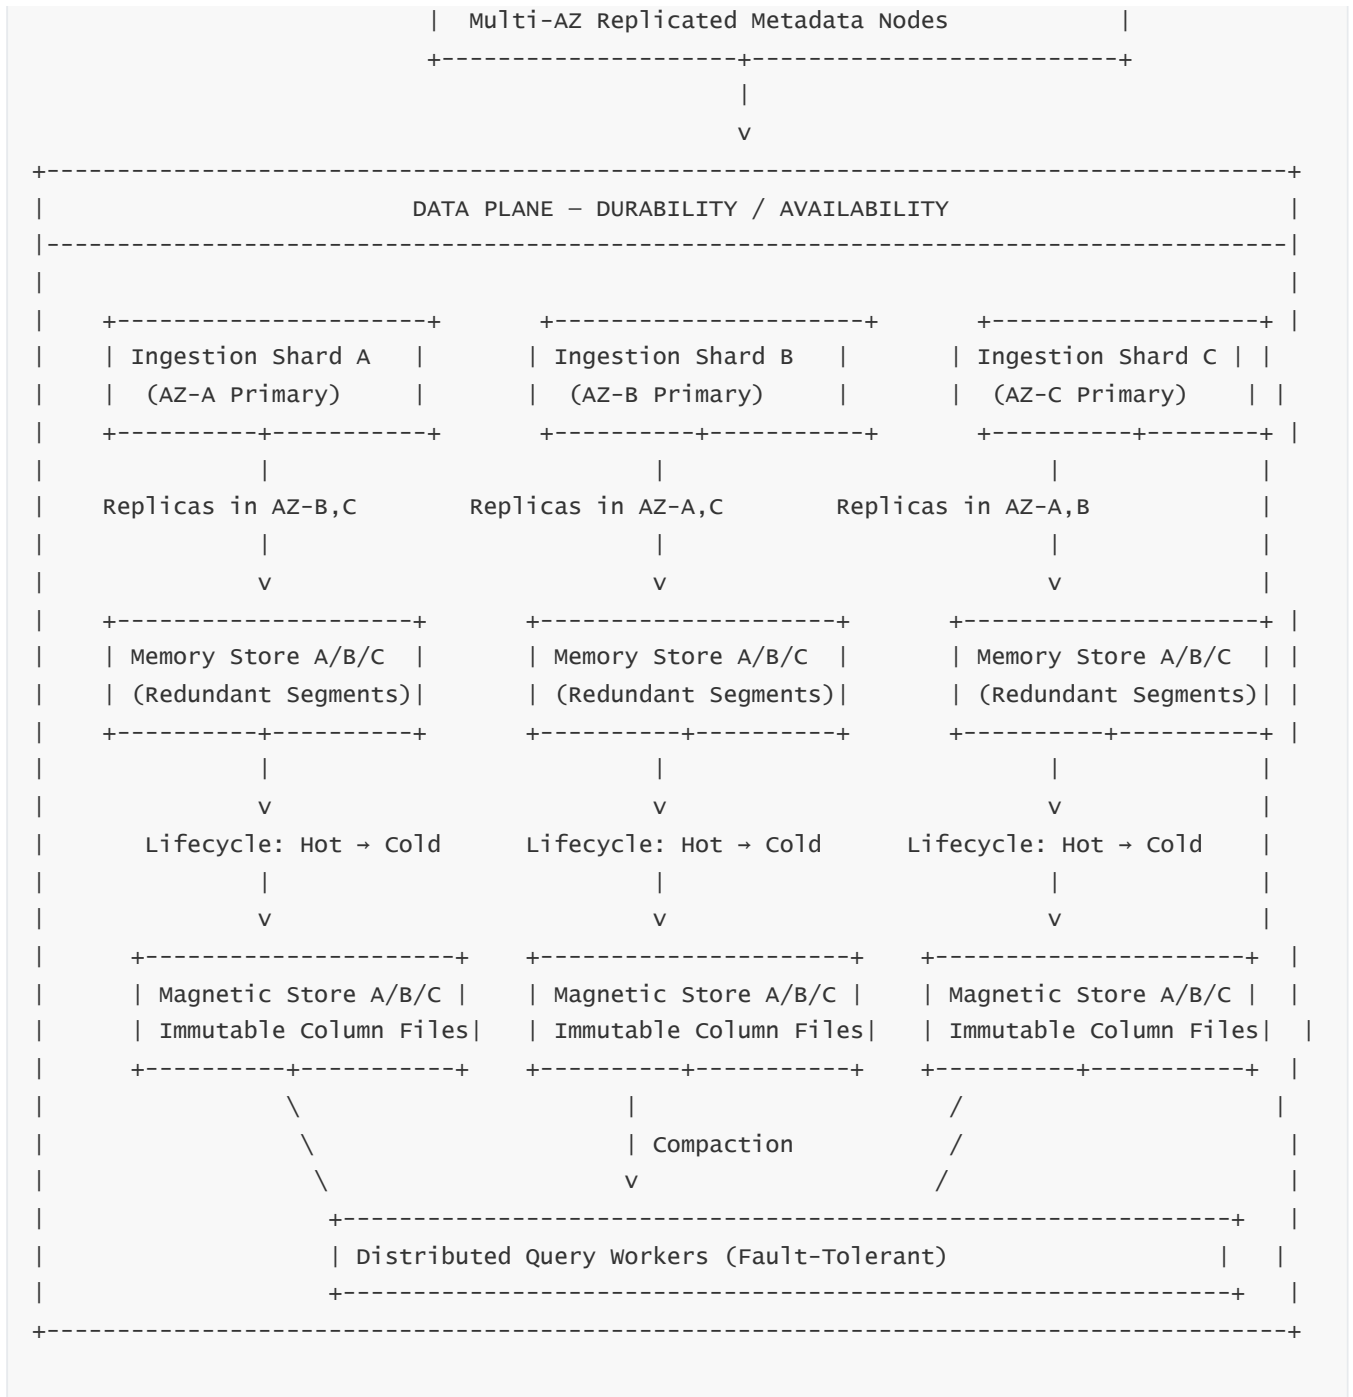 |  Multi-AZ Replicated Metadata Nodes            |
                            +---------------------+--------------------------+
                                                  |
                                                  v
+----------------------------------------------------------------------------------------+
|                          DATA PLANE — DURABILITY / AVAILABILITY                        |
|----------------------------------------------------------------------------------------|
|                                                                                        |
|    +----------------------+       +----------------------+       +-------------------+ |
|    | Ingestion Shard A   |       | Ingestion Shard B   |       | Ingestion Shard C | |
|    |  (AZ-A Primary)     |       |  (AZ-B Primary)     |       |  (AZ-C Primary)    | |
|    +----------+-----------+       +----------+-----------+       +----------+--------+ |
|               |                           |                           |              |
|    Replicas in AZ-B,C        Replicas in AZ-A,C        Replicas in AZ-A,B            |
|               |                           |                           |              |
|               v                           v                           v              |
|    +---------------------+       +---------------------+       +---------------------+ |
|    | Memory Store A/B/C  |       | Memory Store A/B/C  |       | Memory Store A/B/C  | |
|    | (Redundant Segments)|       | (Redundant Segments)|       | (Redundant Segments)| |
|    +----------+----------+       +----------+----------+       +----------+----------+ |
|               |                           |                           |              |
|               v                           v                           v              |
|       Lifecycle: Hot → Cold      Lifecycle: Hot → Cold      Lifecycle: Hot → Cold    |
|               |                           |                           |              |
|               v                           v                           v              |
|      +----------------------+    +----------------------+    +----------------------+  |
|      | Magnetic Store A/B/C |    | Magnetic Store A/B/C |    | Magnetic Store A/B/C |  |
|      | Immutable Column Files|   | Immutable Column Files|   | Immutable Column Files|  |
|      +----------+-----------+    +----------+-----------+    +----------+-----------+  |
|                 \                       |                      /                      |
|                  \                      | Compaction           /                       |
|                   \                     v                     /                        |
|                    +---------------------------------------------------------------+   |
|                    | Distributed Query Workers (Fault-Tolerant)                   |   |
|                    +---------------------------------------------------------------+   |
+----------------------------------------------------------------------------------------+